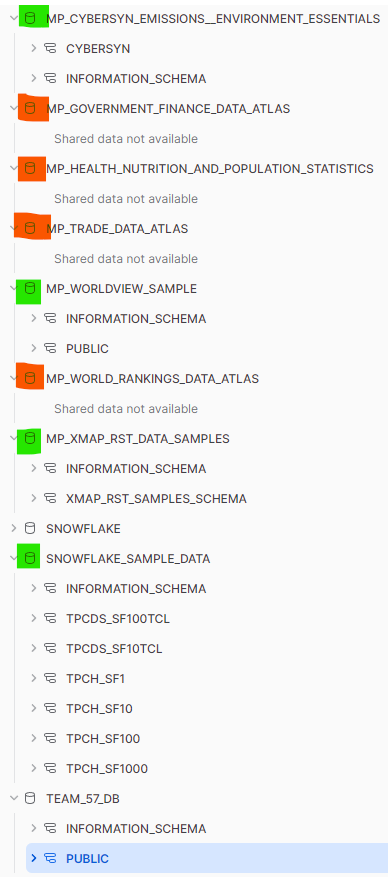 MP_CYBERSYN_EMISSIONS__ENVIRONMENT_ESSENTIALS
CYBERSYN
INFORMATION_SCHEMA
MP_GOVERNMENT_FINANCE_DATA_ATLAS
Shared data not available
MP_HEALTH_NUTRITION_AND_POPULATION_STATISTICS
Shared data not available
MP_TRADE_DATA_ATLAS
Shared data not available
MP_WORLDVIEW_SAMPLE
INFORMATION_SCHEMA
PUBLIC
MP_WORLD_RANKINGS_DATA_ATLAS
Shared data not available
MP_XMAP_RST_DATA_SAMPLES
INFORMATION_SCHEMA
XMAP_RST_SAMPLES_SCHEMA
SNOWFLAKE
SNOWFLAKE_SAMPLE_DATA
INFORMATION_SCHEMA
TPCDS_SF100TCL
TPCDS_SF10TCL
TPCH_SF1
TPCH_SF10
TPCH_SF100
TPCH_SF1000
TEAM_57_DB
INFORMATION_SCHEMA
PUBLIC